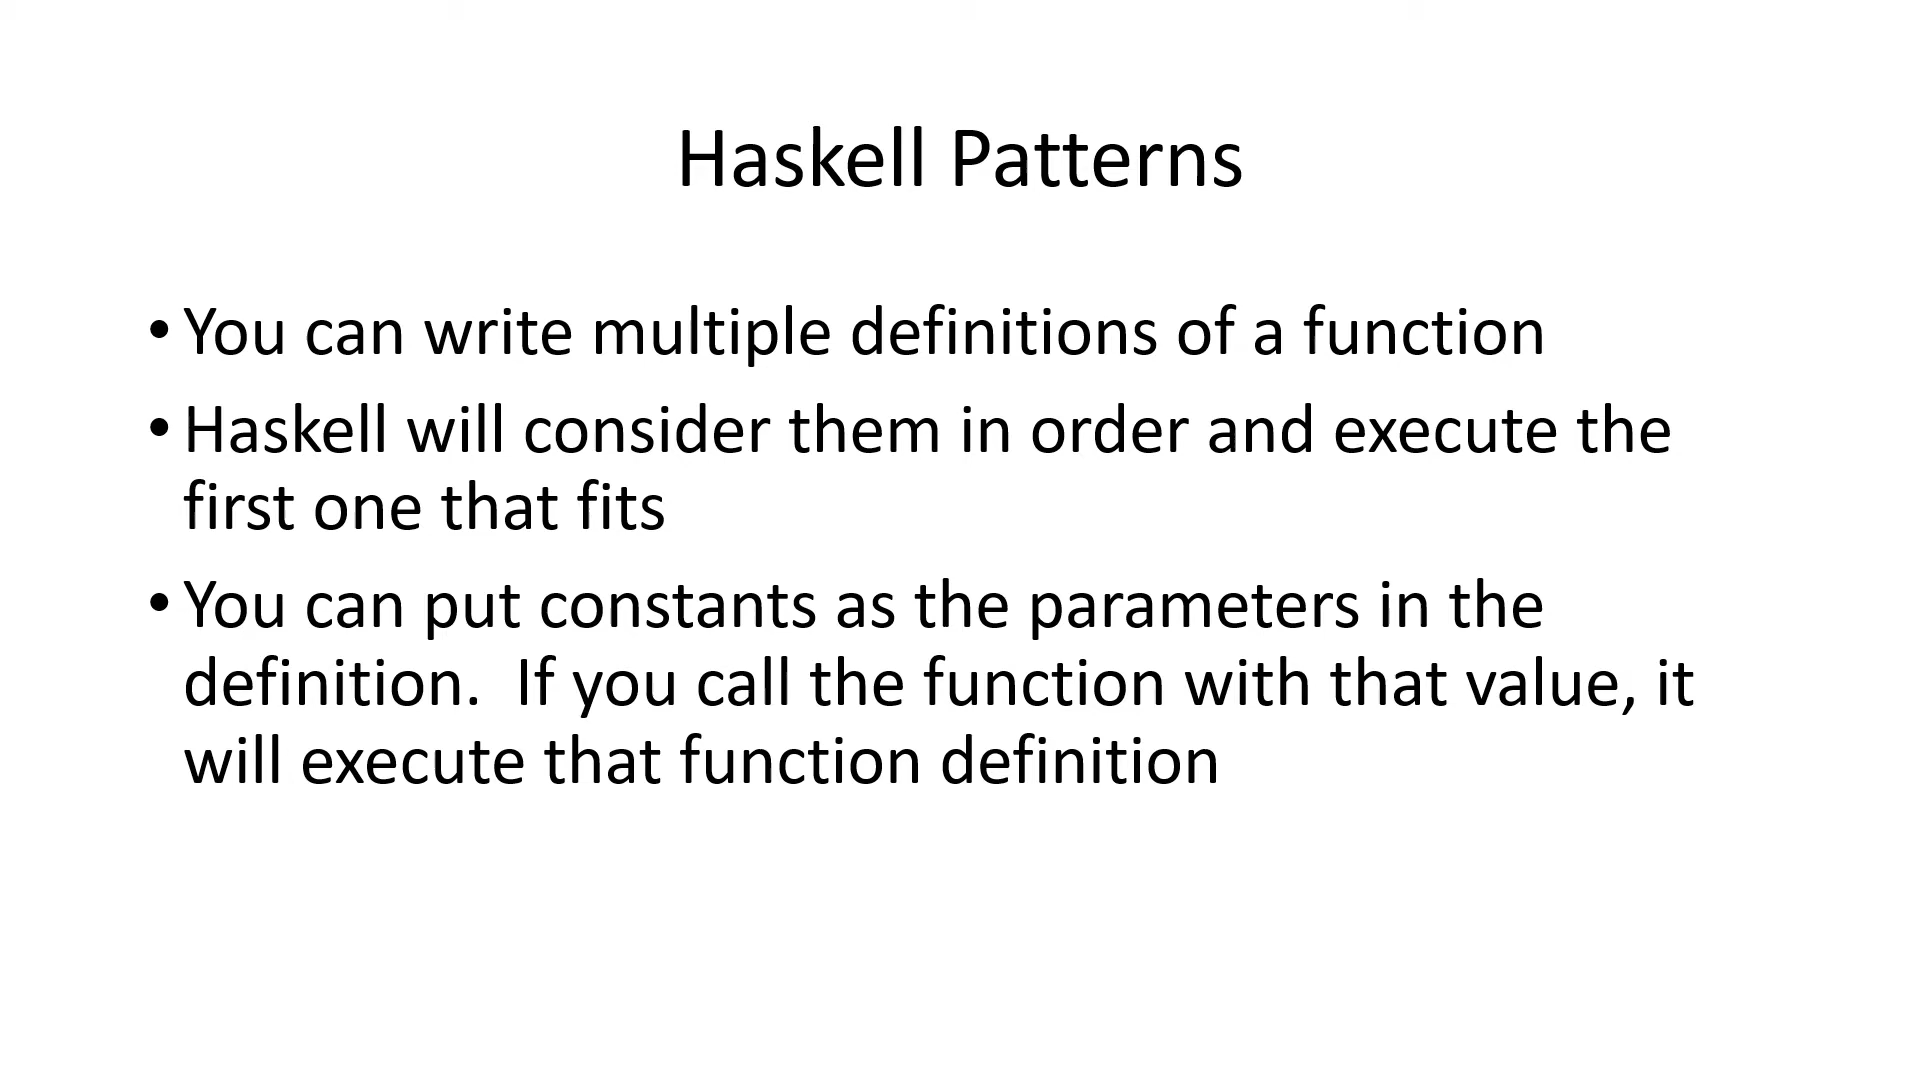 Haskell Patterns
• You can write multiple definitions of a function
• Haskell will consider them in order and execute the
first one that fits
• You can put constants as the parameters in the
definition.  If you call the function with that value, it
will execute that function definition